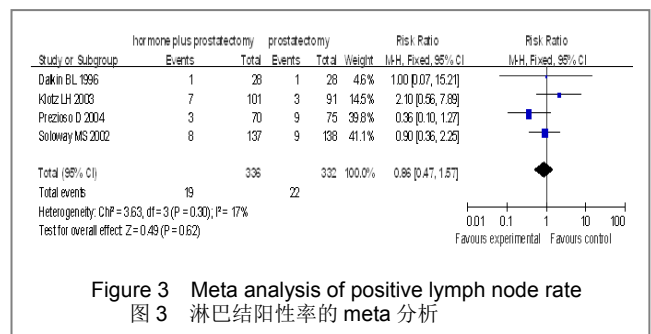 hormone plus prostatectomy prostatectomy Risk Ratio Risk Ratio
Study or Subgroup Events Total Events Total Weight M-H, Fixed, 95% CI M-H, Fixed, 95% CI
Dalkin BL 1996 1 28 1 28 4.6% 1.00 [0.07, 15.21]
Klotz LH 2003 7 101 3 91 14.5% 2.10 [0.56, 7.89]
Prezioso D 2004 3 70 9 75 39.8% 0.36 [0.10, 1.27]
Soloway MS 2002 8 137 9 138 41.1% 0.90 [0.36, 2.25]
Total (95% CI) 336 332 100.0% 0.86 [0.47, 1.57]
Total events 19 22
Heterogeneity: Chi² = 3.63, df = 3 (P = 0.30); I² = 17%
Test for overall effect: Z = 0.49 (P = 0.62)
0.01 0.1 1 10 100
Favours experimental Favours control
Figure 3 Meta analysis of positive lymph node rate
图 3 淋巴结阳性率的 meta 分析